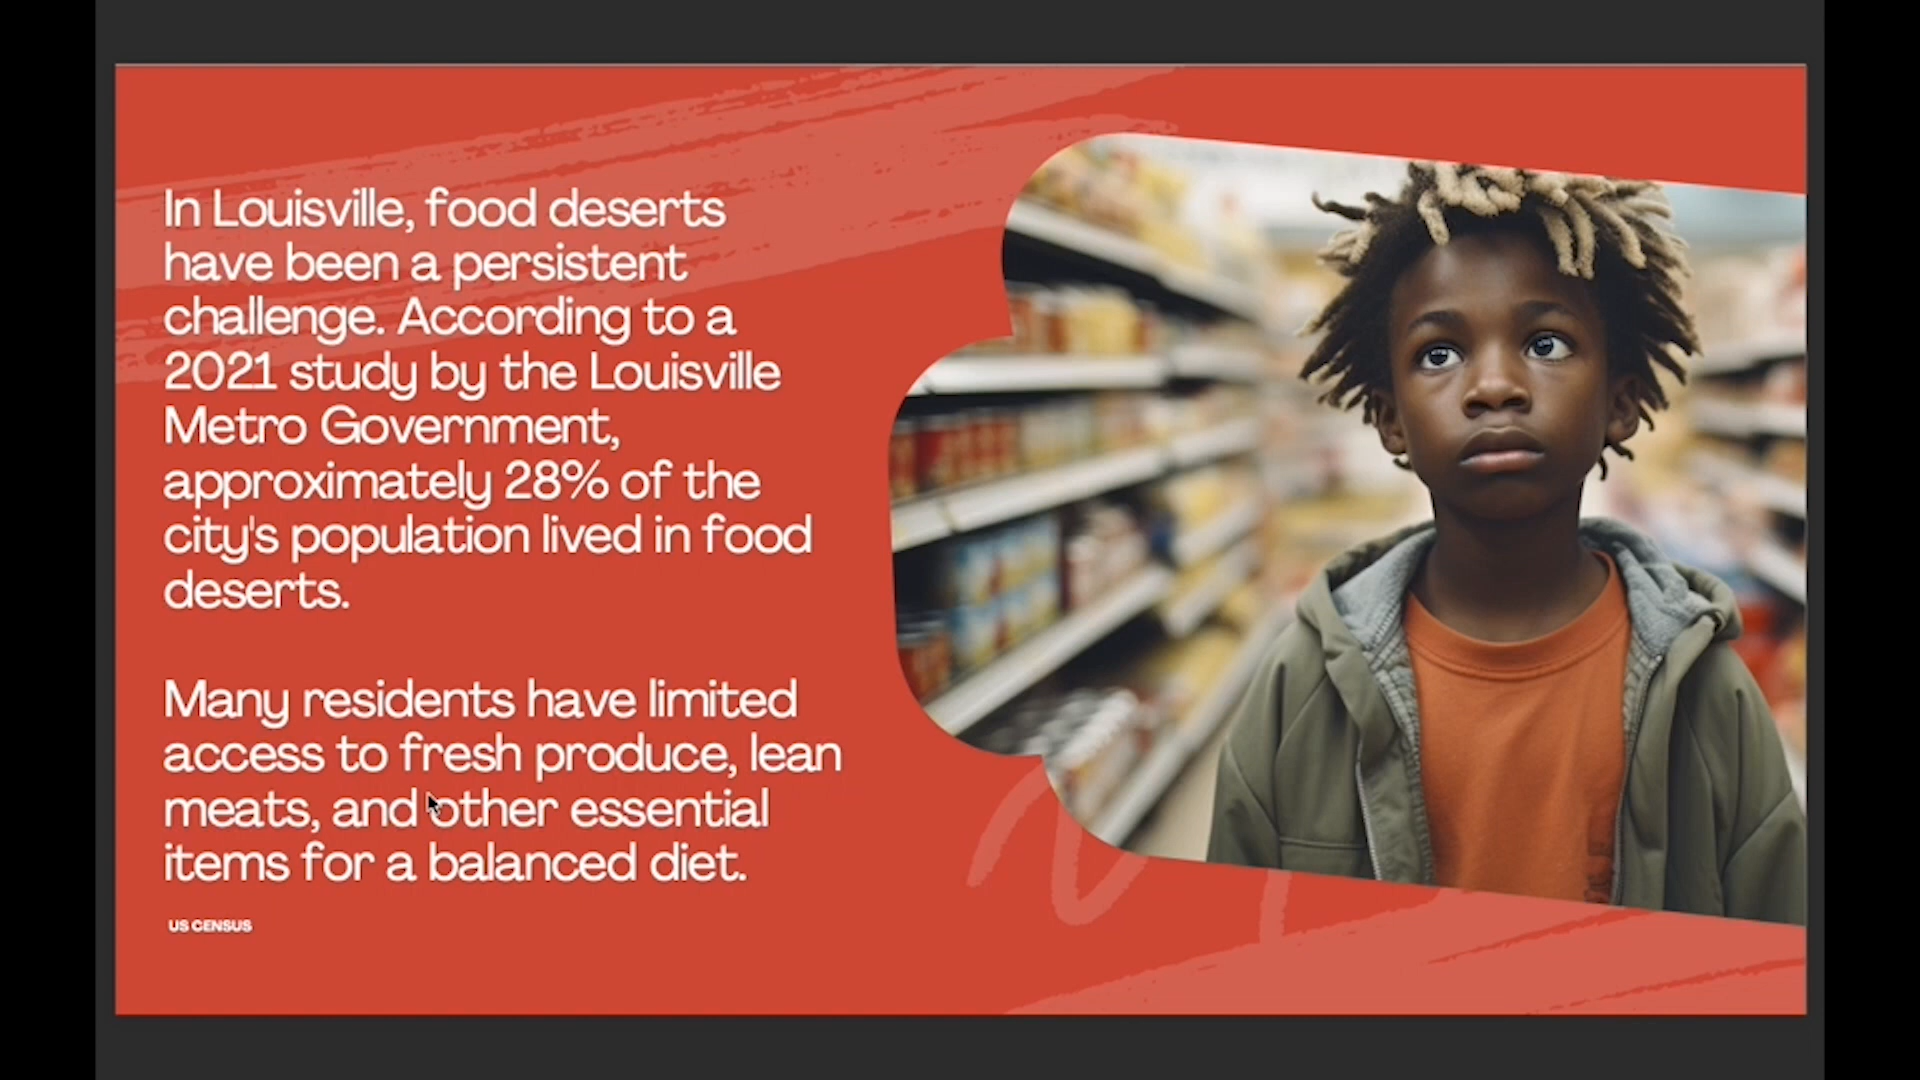 In Louisville, food deserts
have been a persistent
challenge. According to a
2021 study by the Louisville
Metro Government,
approximately 28% of the
city's population lived in food
deserts.
Many residents have limited
access to fresh produce, lean
meats, and other essential
items for a balanced diet.
US CENSUS